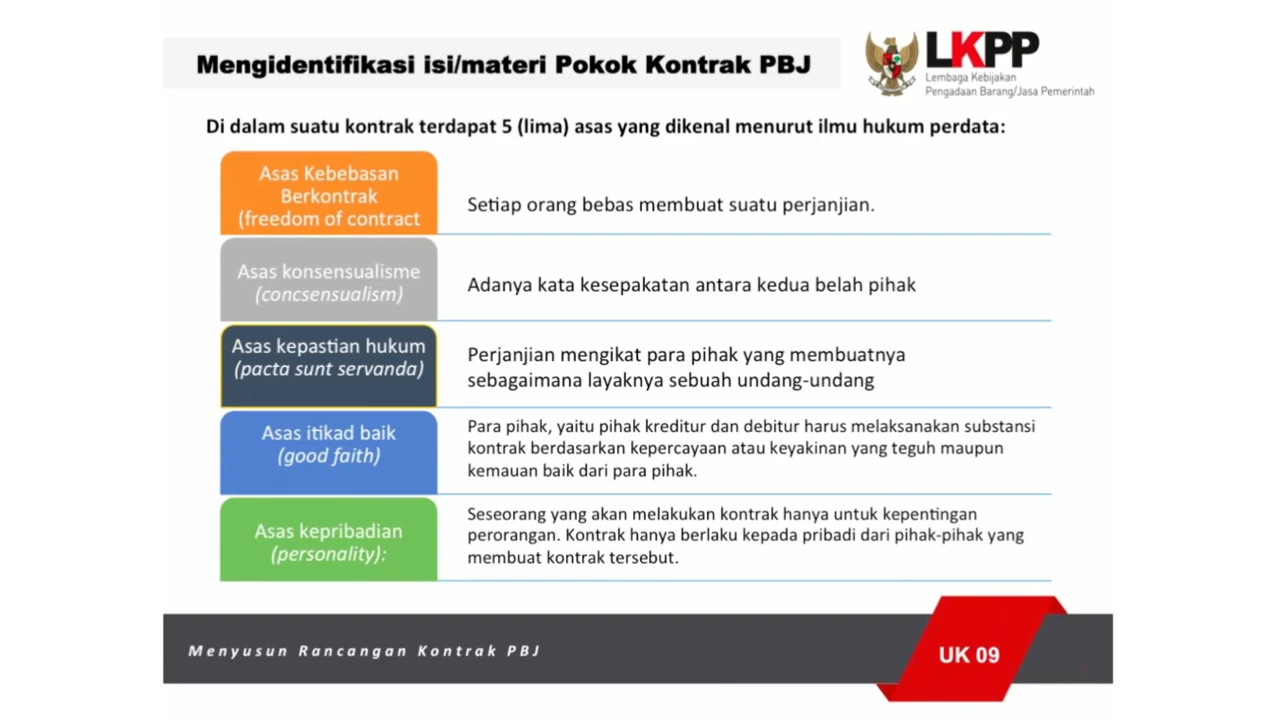 Mengidentifikasi isi/materi Pokok Kontrak PBJ
LKPP
Lembaga Kebijakan
Pengadaan Barang/Jasa Pemerintah
Di dalam suatu kontrak terdapat 5 (lima) asas yang dikenal menurut ilmu hukum perdata:
Asas Kebebasan
Berkontrak
(freedom of contract
Setiap orang bebas membuat suatu perjanjian.
Asas konsensualisme
(concsensualism)
Adanya kata kesepakatan antara kedua belah pihak
Asas kepastian hukum
(pacta sunt servanda)
Perjanjian mengikat para pihak yang membuatnya
sebagaimana layaknya sebuah undang-undang
Asas itikad baik
(good faith)
Para pihak, yaitu pihak kreditur dan debitur harus melaksanakan substansi
kontrak berdasarkan kepercayaan atau keyakinan yang teguh maupun
kemauan baik dari para pihak.
Asas kepribadian
(personality):
Seseorang yang akan melakukan kontrak hanya untuk kepentingan
perorangan. Kontrak hanya berlaku kepada pribadi dari pihak-pihak yang
membuat kontrak tersebut.
Menyusun Rancangan Kontrak PBJ
UK 09